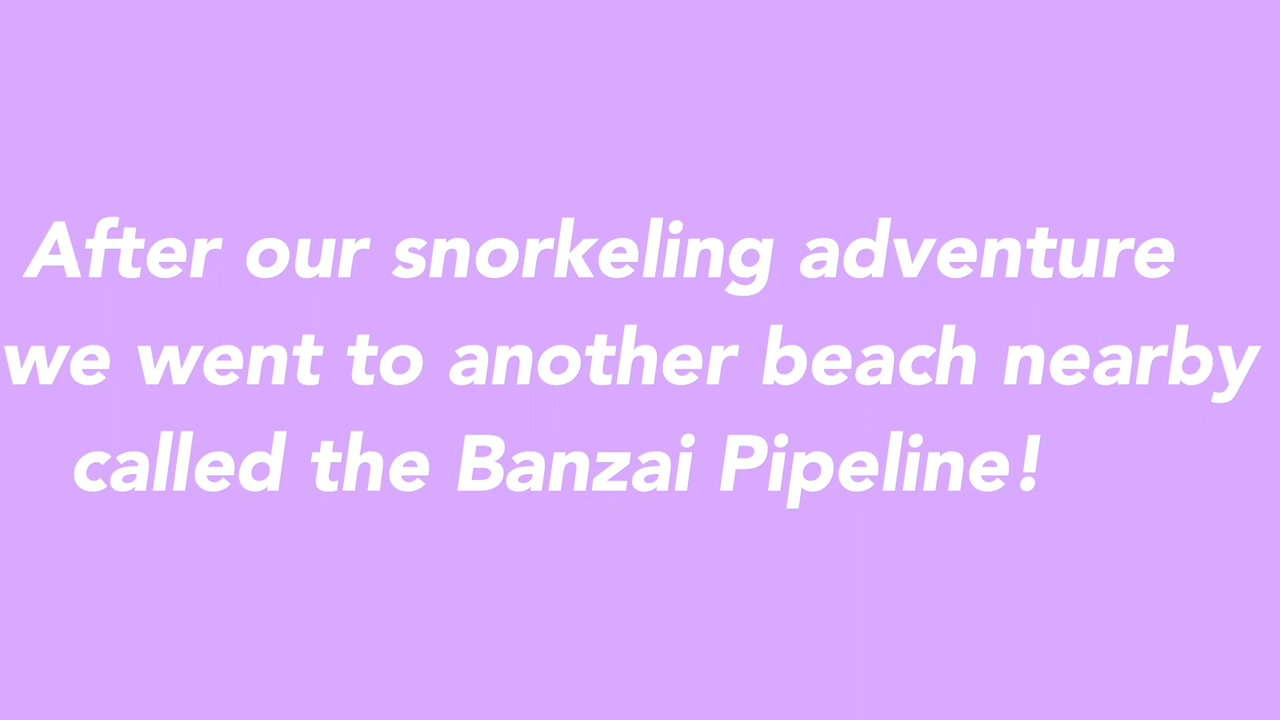 After our snorkeling adventure
we went to another beach nearby
called the Banzai Pipeline!